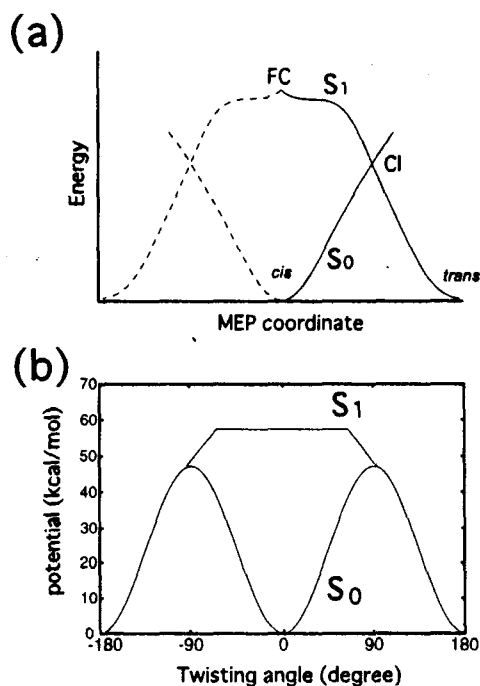 (a)
FC
S1
CI
Energy
cis
S0
trans
MEP coordinate
(b)
70
60
50
40
30
20
10
0
potential (kcal/mol)
S1
S0
-180
-90
0
90
180
Twisting angle (degree)